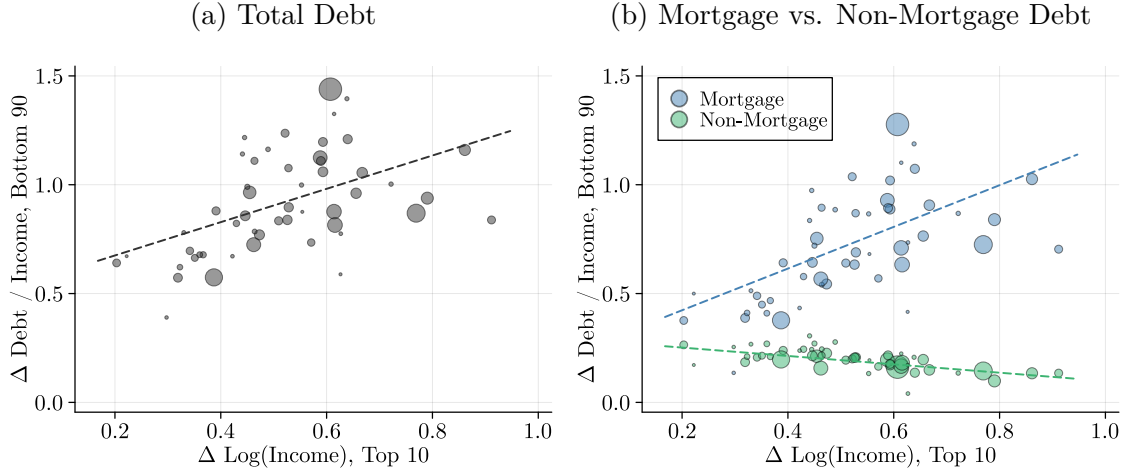 (a) Total Debt
Δ Debt / Income, Bottom 90
1.5
1.0
0.5
0.0
0.2
0.4
0.6
0.8
1.0
Δ Log(Income), Top 10
(b) Mortgage vs. Non-Mortgage Debt
Δ Debt / Income, Bottom 90
1.5
1.0
0.5
0.0
Mortgage
Non-Mortgage
0.2
0.4
0.6
0.8
1.0
Δ Log(Income), Top 10